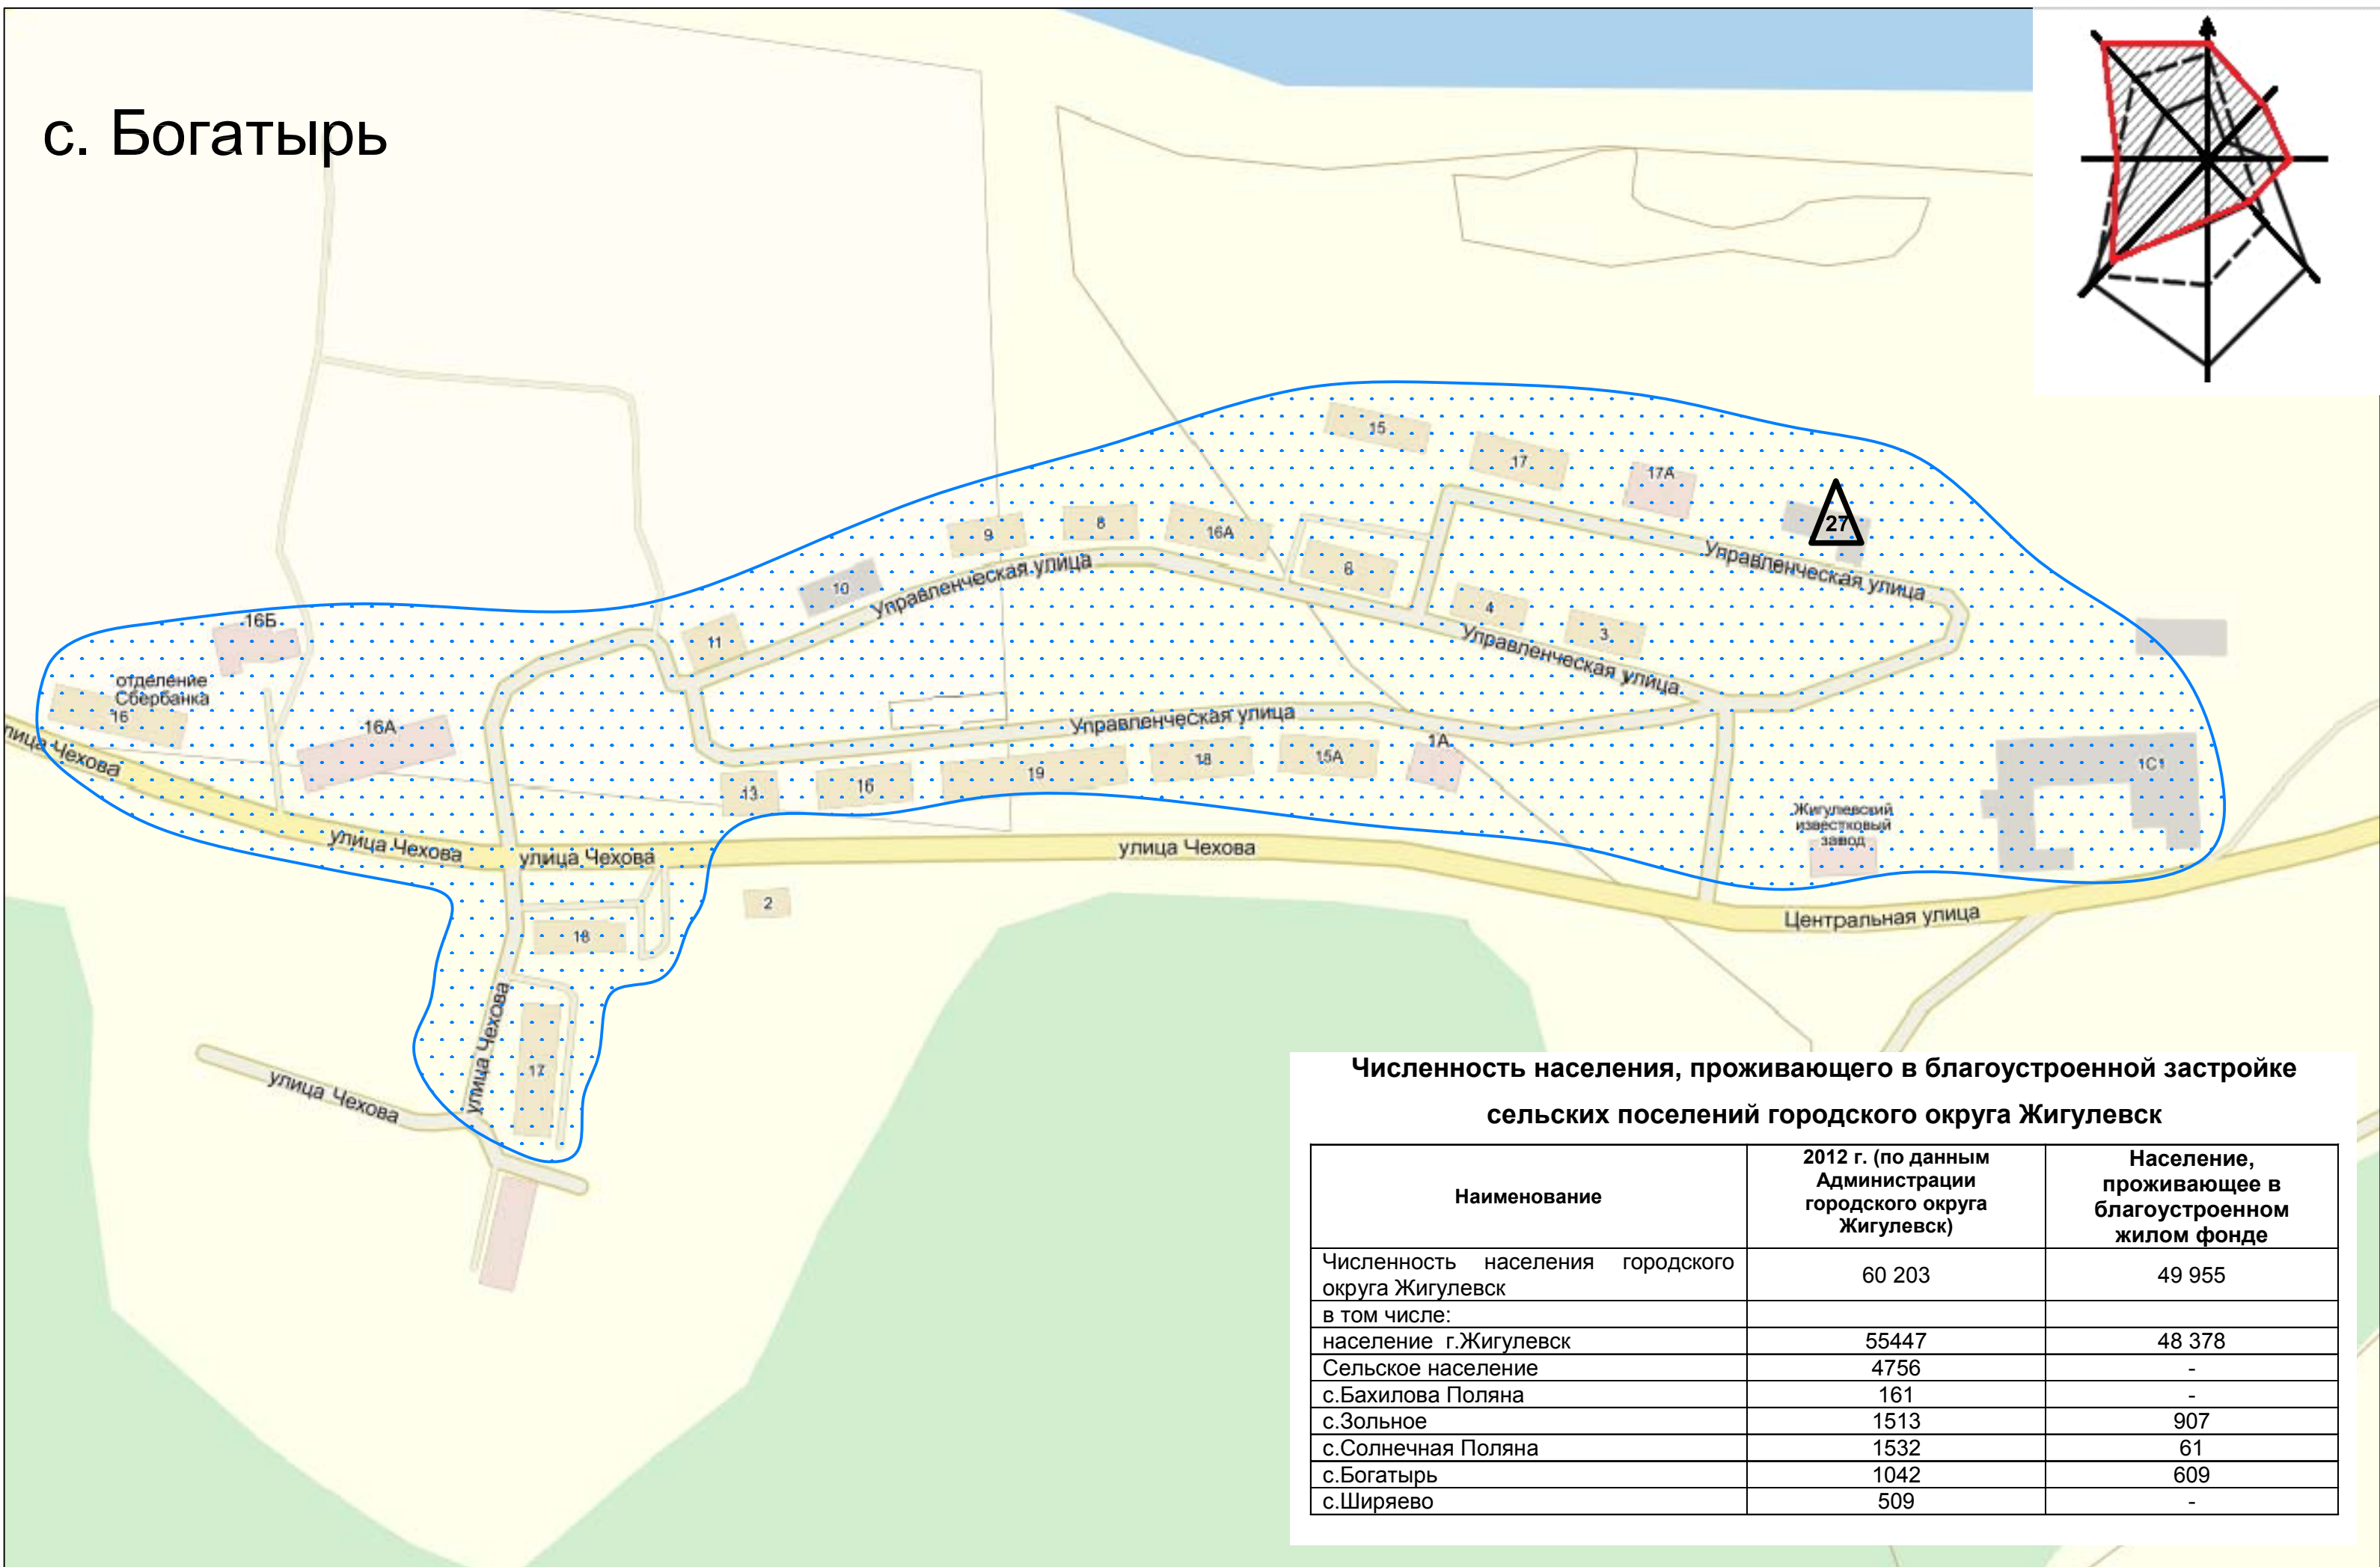 с. Богатырь
15
17
17А
27
9
8
16А
6
10
Управленческая улица
Управленческая улица
4
3
11
Управленческая улица
16Б
отделение
Сбербанка
16
16А
Управленческая улица
1А
13
16
19
18
15А
1С1
Жигулевский
известковый
завод
улица Чехова
улица Чехова
улица Чехова
улица Чехова
2
Центральная улица
18
улица Чехова
17
улица Чехова
Численность населения, проживающего в благоустроенной застройке
сельских поселений городского округа Жигулевск
Наименование
2012 г. (по данным
Администрации
городского округа
Жигулевск)
Население,
проживающее в
благоустроенном
жилом фонде
Численность населения городского
округа Жигулевск
60 203
49 955
в том числе:
население г.Жигулевск
55447
48 378
Сельское население
4756
-
с.Бахилова Поляна
161
-
с.Зольное
1513
907
с.Солнечная Поляна
1532
61
с.Богатырь
1042
609
с.Ширяево
509
-